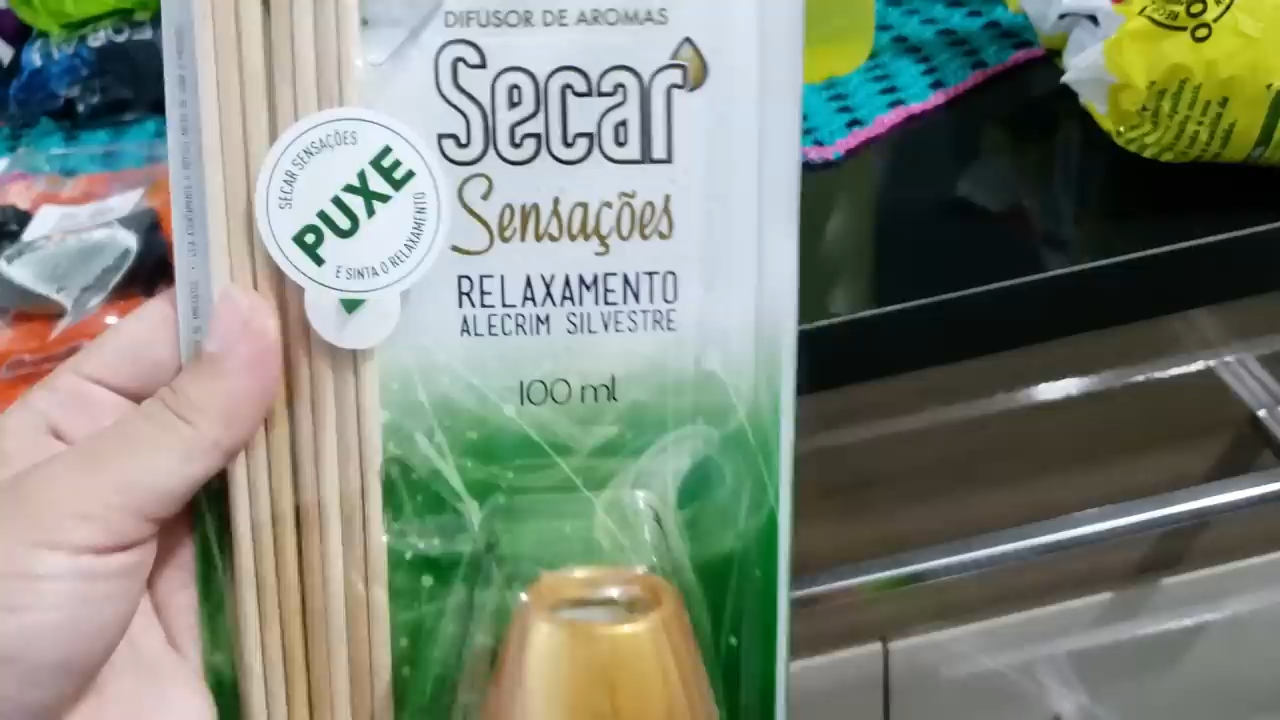 DIFUSOR DE AROMAS
Secar
Sensações
RELAXAMENTO
ALECRIM SILVESTRE
100 ml
SECAR SENSAÇÕES
PUXE
E SINTA O RELAXAMENTO